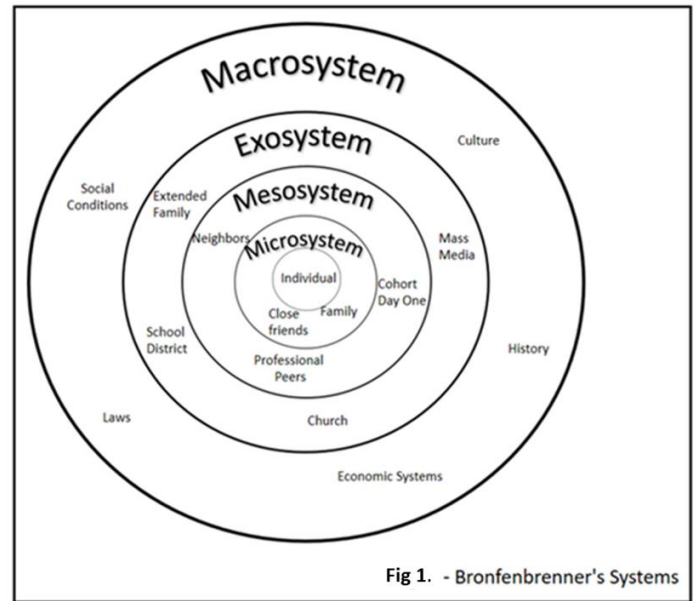 Macrosystem
Exosystem
Culture
Social
Conditions
Extended
Family
Mesosystem
Neighbors
Mass
Media
Microsystem
Individual
Cohort
Day One
Close
friends
Family
School
District
Professional
Peers
History
Laws
Church
Economic Systems
Fig 1. - Bronfenbrenner's Systems